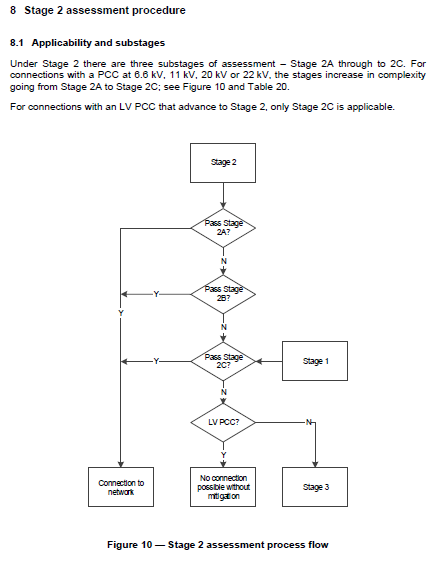 8 Stage 2 assessment procedure
8.1 Applicability and substages
Under Stage 2 there are three substages of assessment – Stage 2A through to 2C. For
connections with a PCC at 6.6 kV, 11 kV, 20 kV or 22 kV, the stages increase in complexity
going from Stage 2A to Stage 2C; see Figure 10 and Table 20.
For connections with an LV PCC that advance to Stage 2, only Stage 2C is applicable.
Stage 2
Pass Stage
2A?
N
Pass Stage
2B?
Y
Y
N
Pass Stage
2C?
Y
Stage 1
N
LV PCC?
N
Y
Connection to
network
No connection
possible without
mitigation
Stage 3
Figure 10 — Stage 2 assessment process flow